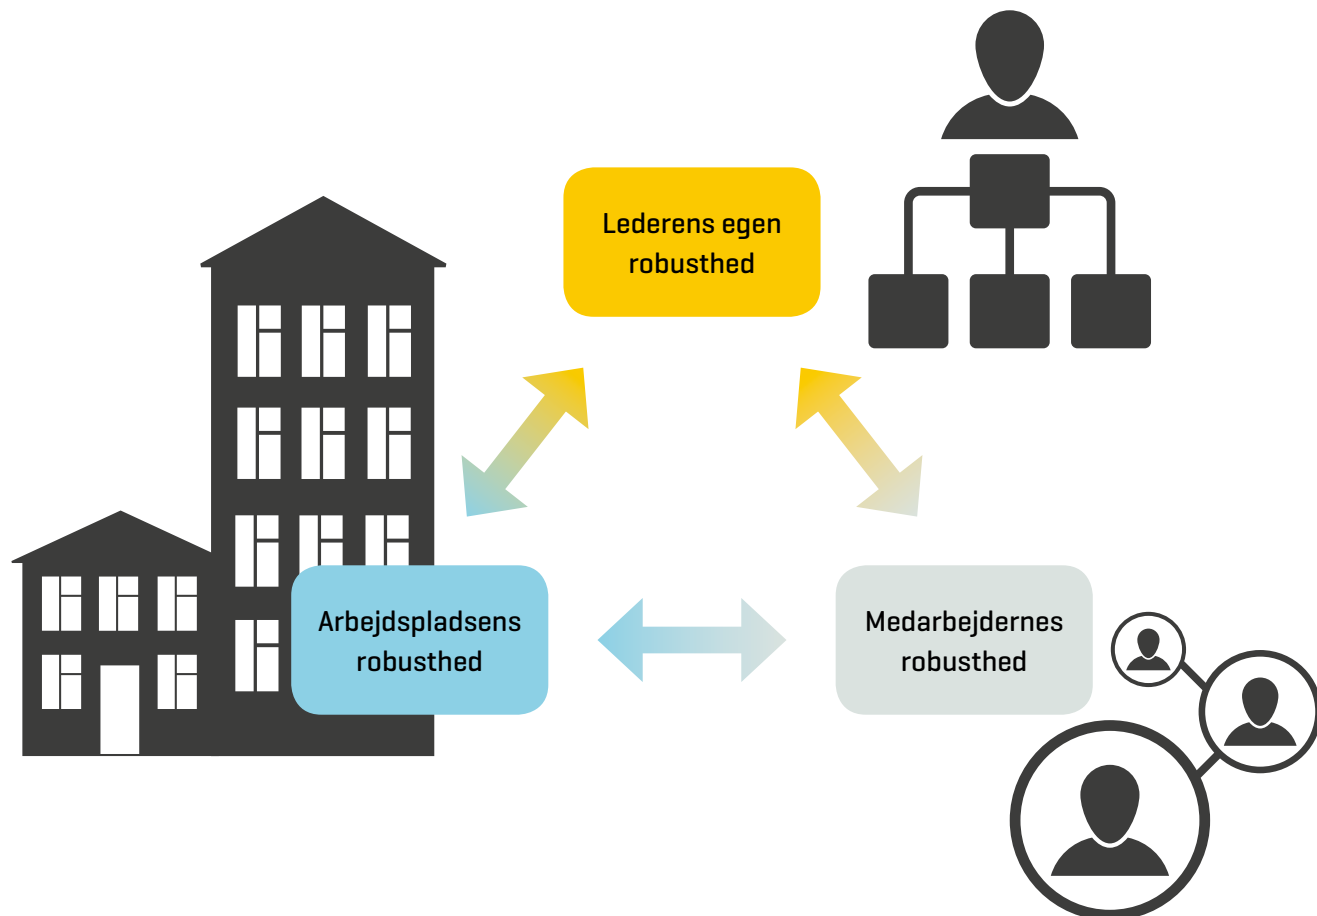 Lederens egen
robusthed
Arbejdspladsens
robusthed
Medarbejdernes
robusthed